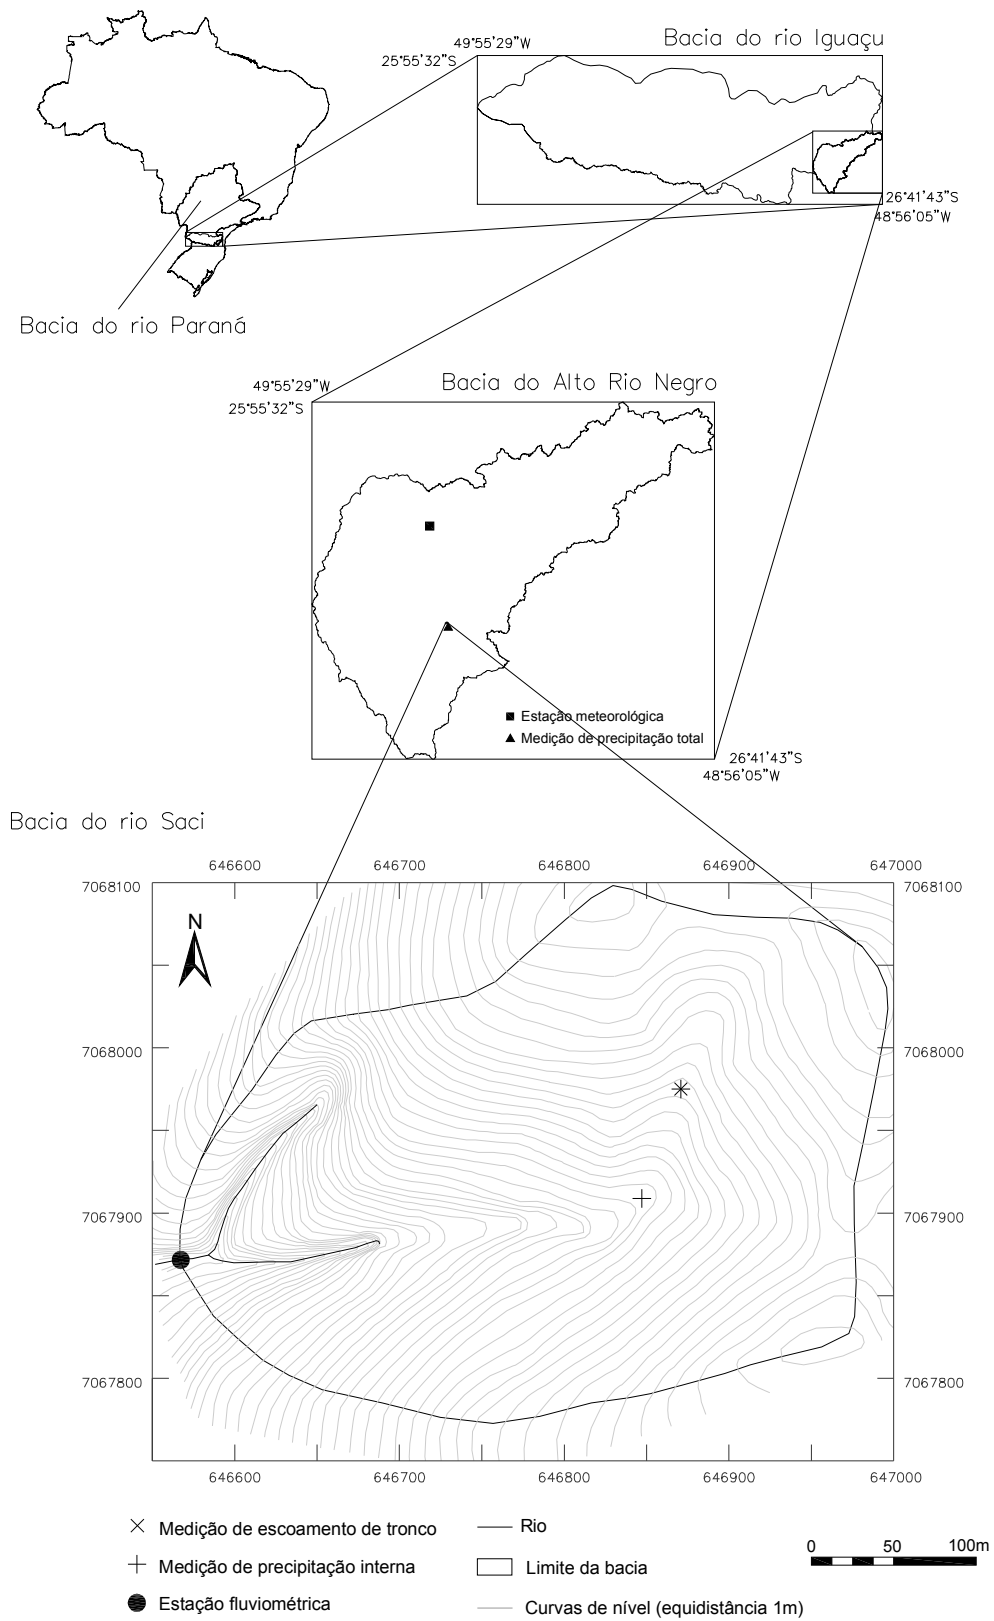 Bacia do rio Iguaçu
49°55'29"W
25°55'32"S
26°41'43"S
48°56'05"W
Bacia do rio Paraná
49°55'29"W
Bacia do Alto Rio Negro
25°55'32"S
Estação meteorológica
Medição de precipitação total
26°41'43"S
48°56'05"W
Bacia do rio Saci
646600 646700 646800 646900 647000
7068100 7068100
N
7068000 7068000
7067900 7067900
7067800 7067800
646600 646700 646800 646900 647000
Medição de escoamento de tronco
Rio
0 50 100m
Medição de precipitação interna
Limite da bacia
Estação fluviométrica
Curvas de nível (equidistância 1m)